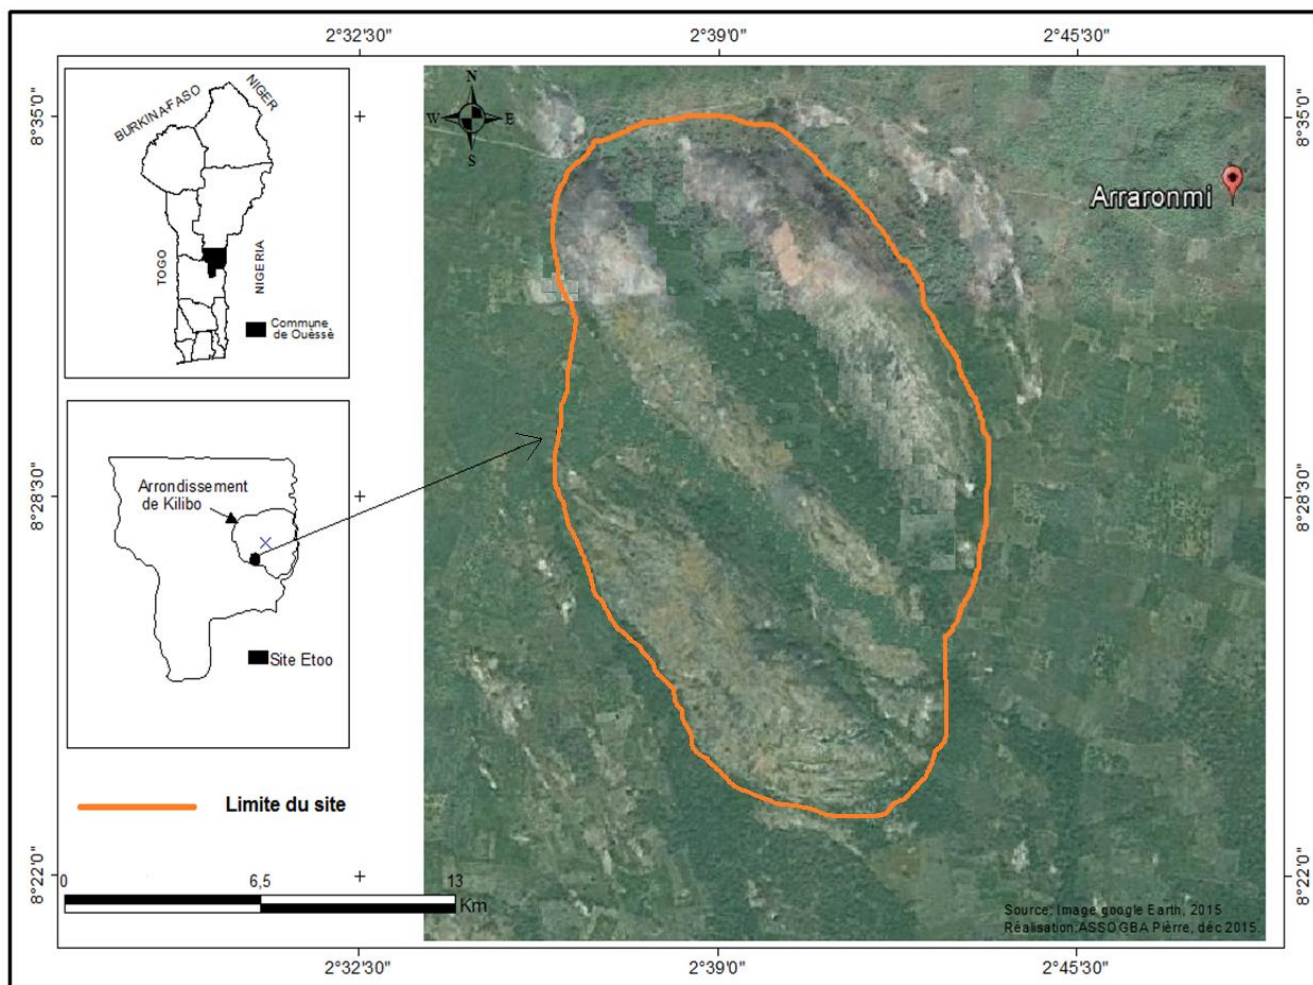 2°32'30"
2°39'0"
2°45'30"
8°35'0"
8°35'0"
BURKINA-FASO
NIGER
TOGO
NIGERIA
Commune
de Ouèssè
N
W
E
S
Arraronmi
8°28'30"
8°28'30"
Arrondissement
de Kilibo
Site Etoo
Limite du site
8°22'0"
8°22'0"
0
6,5
13
Km
Source: Image google Earth, 2015
Réalisation:ASSOGBA Pièrre, déc 2015
2°32'30"
2°39'0"
2°45'30"